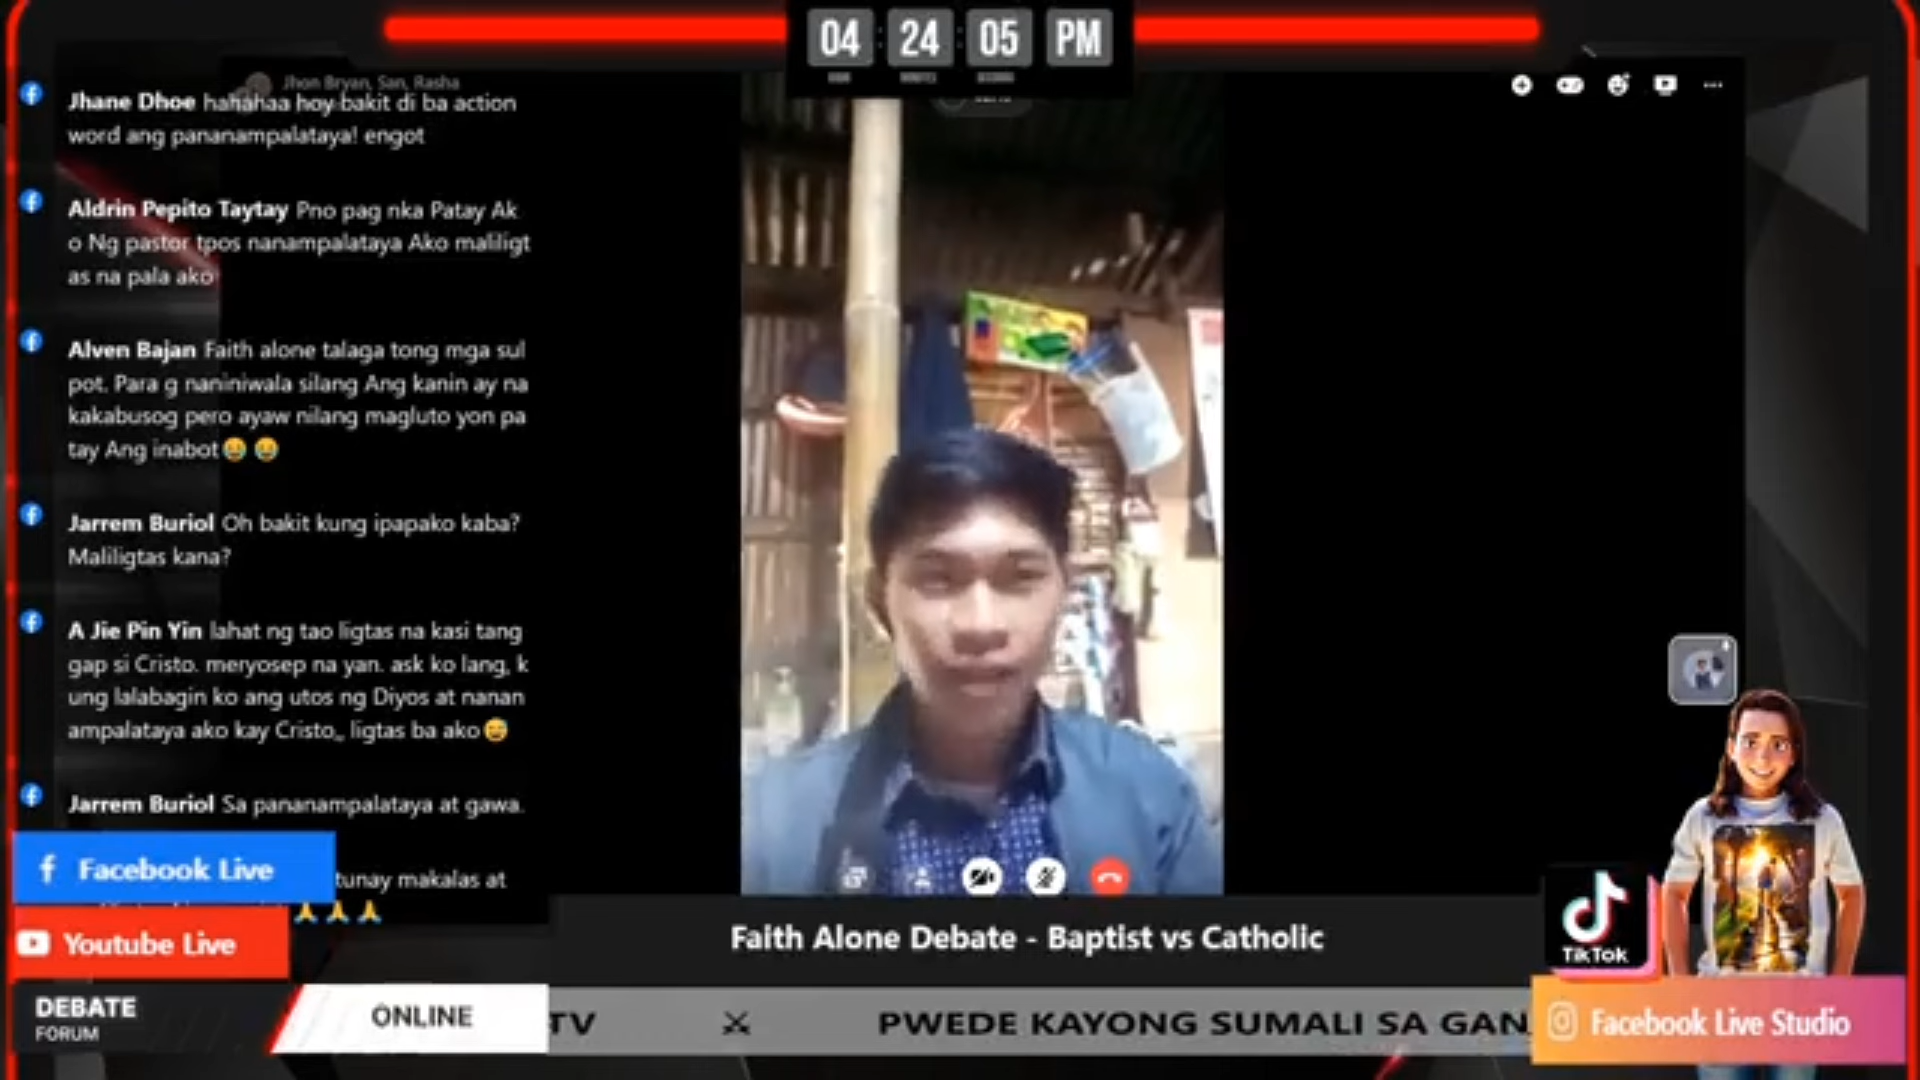 04 : 24 : 05 PM
Jhon Bryan, San, Rasha
Jhane Dhoe hahahaa hoy bakit di ba action
word ang pananampalataya! engot
Aldrin Pepito Taytay Pno pag nka Patay Ak
o Ng pastor tpos nanampalataya Ako maliligt
as na pala ako
Alven Bajan Faith alone talaga tong mga sul
pot. Para g naniniwala silang Ang kanin ay na
kakabusog pero ayaw nilang magluto yon pa
tay Ang inabot😭 😭
Jarrem Buriol Oh bakit kung ipapako kaba?
Maliligtas kana?
A Jie Pin Yin lahat ng tao ligtas na kasi tang
gap si Cristo. meryosep na yan. ask ko lang, k
ung lalabagin ko ang utos ng Diyos at nanan
ampalataya ako kay Cristo,, ligtas ba ako😅
Jarrem Buriol Sa pananampalataya at gawa.
tunay makalas at
🙏🙏🙏
Facebook Live
Youtube Live
Faith Alone Debate - Baptist vs Catholic
TikTok
DEBATE
FORUM
ONLINE
TV ⚔ PWEDE KAYONG SUMALI SA GAN
Facebook Live Studio